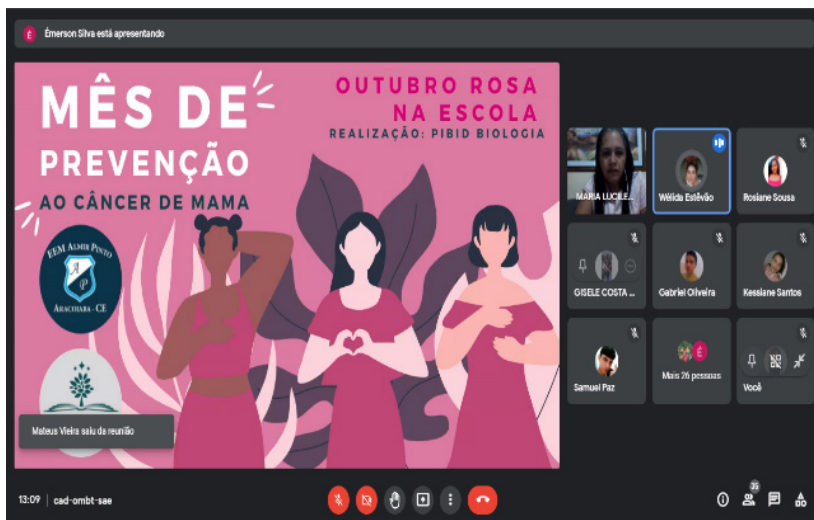 É Émerson Silva está apresentando
MÊS DE
PREVENÇÃO
AO CÂNCER DE MAMA
OUTUBRO ROSA
NA ESCOLA
REALIZAÇÃO: PIBID BIOLOGIA
EEM ALMIR PINTO
AP
ARACOIABA - CE
Mateus Vieira saiu da reunião
MARIA LUCILE...
Wélida Estêvão
Rosiane Sousa
GISELE COSTA ...
Gabriel Oliveira
Kessiane Santos
Samuel Paz
É
Mais 26 pessoas
Você
13:09 | cad-ombt-sae
35